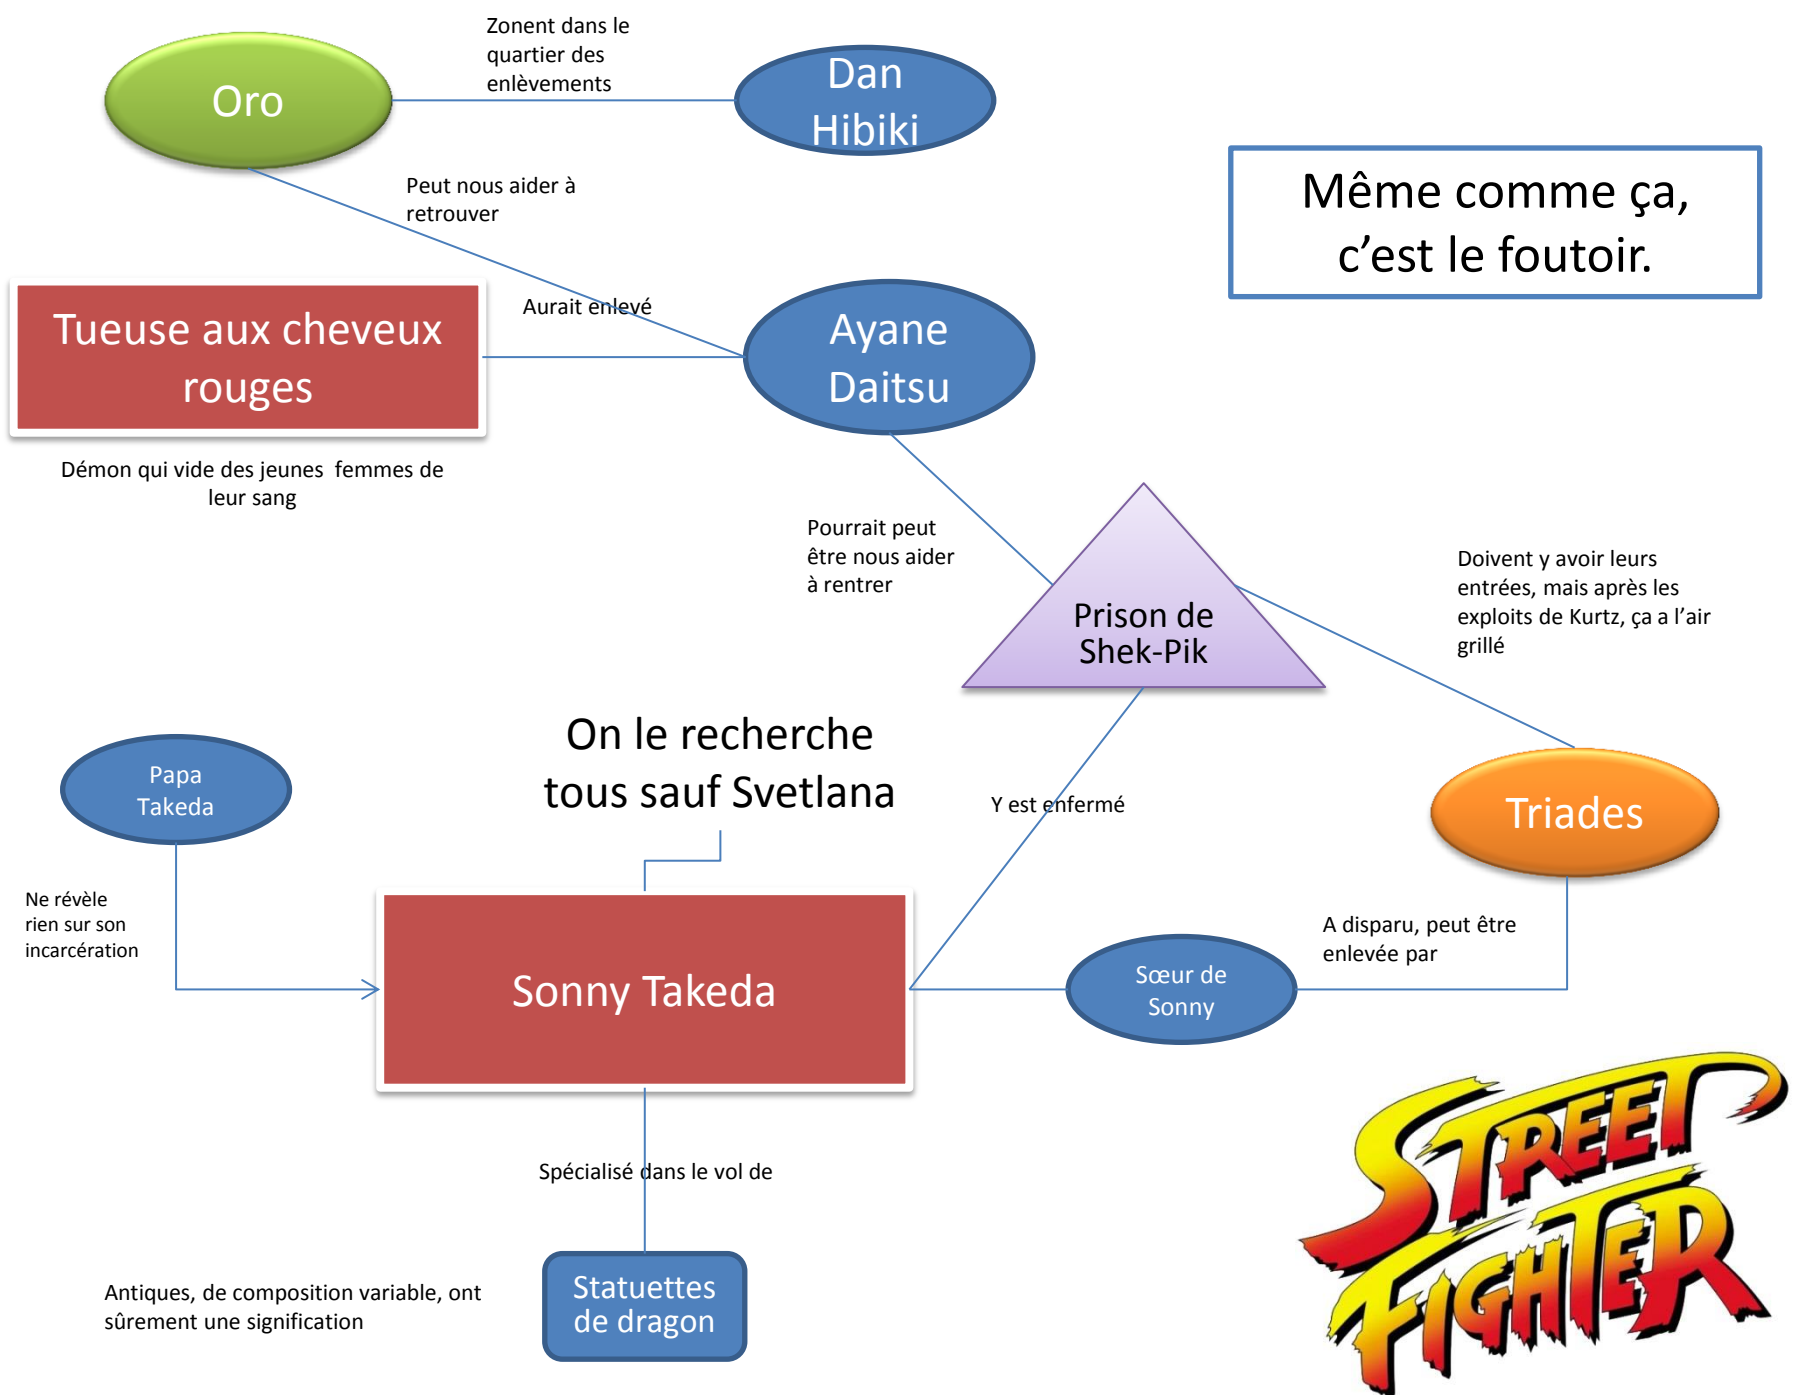 Zonent dans le
quartier des
enlèvements
Oro
Dan
Hibiki
Même comme ça,
c’est le foutoir.
Peut nous aider à
retrouver
Aurait enlevé
Tueuse aux cheveux
rouges
Ayane
Daitsu
Démon qui vide des jeunes  femmes de
leur sang
Pourrait peut
être nous aider
à rentrer
Doivent y avoir leurs
entrées, mais après les
exploits de Kurtz, ça a l’air
grillé
Prison de
Shek-Pik
On le recherche
tous sauf Svetlana
Papa
Takeda
Y est enfermé
Triades
Ne révèle
rien sur son
incarcération
Sonny Takeda
A disparu, peut être
enlevée par
Sœur de
Sonny
Spécialisé dans le vol de
Antiques, de composition variable, ont
sûrement une signification
Statuettes
de dragon
STREET
FIGHTER